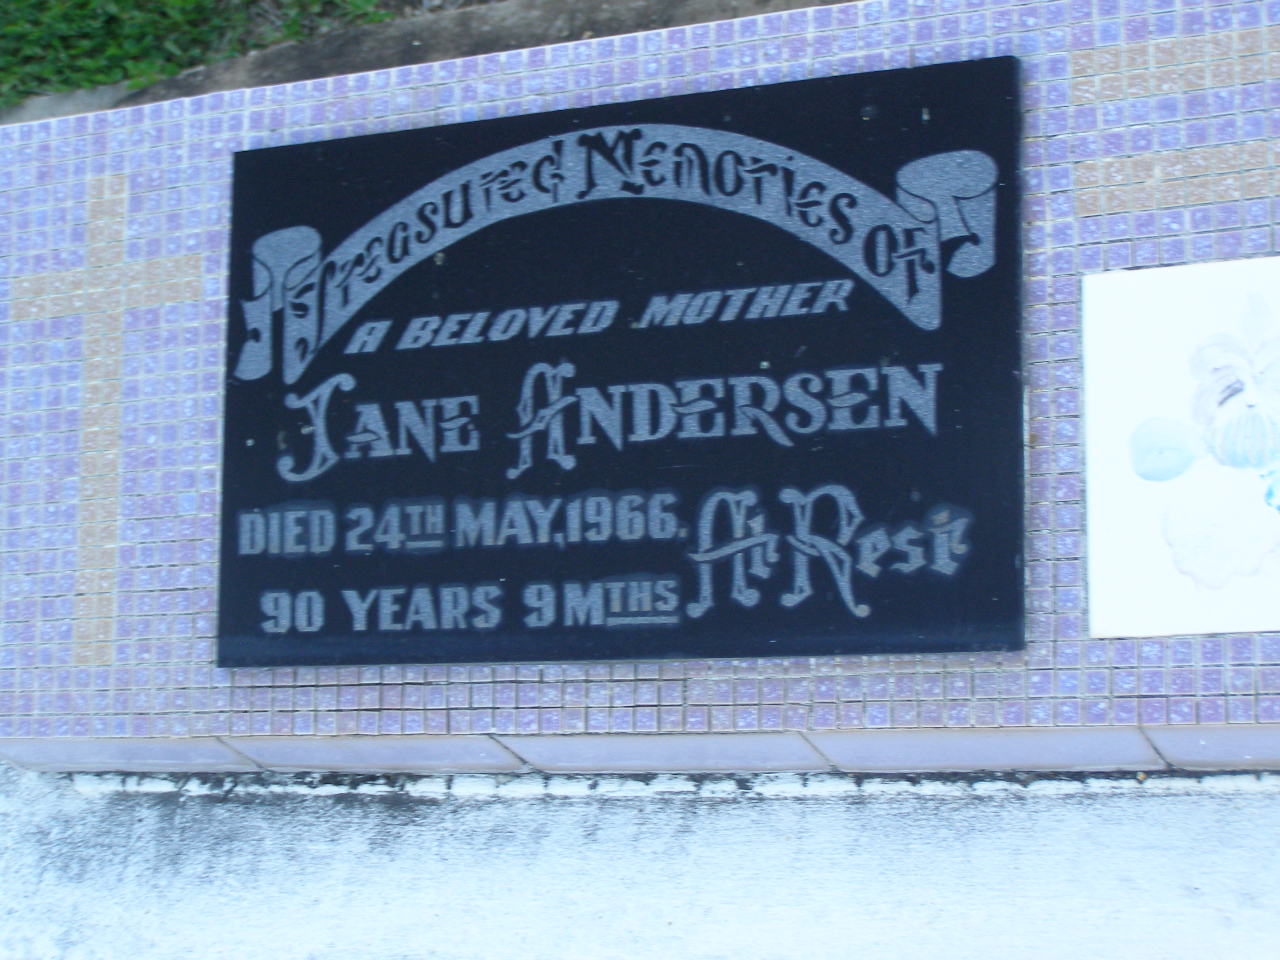 Treasured Memories of
A BELOVED MOTHER
JANE ANDERSEN
DIED 24TH MAY, 1966.
90 YEARS 9 MTHS
At Rest